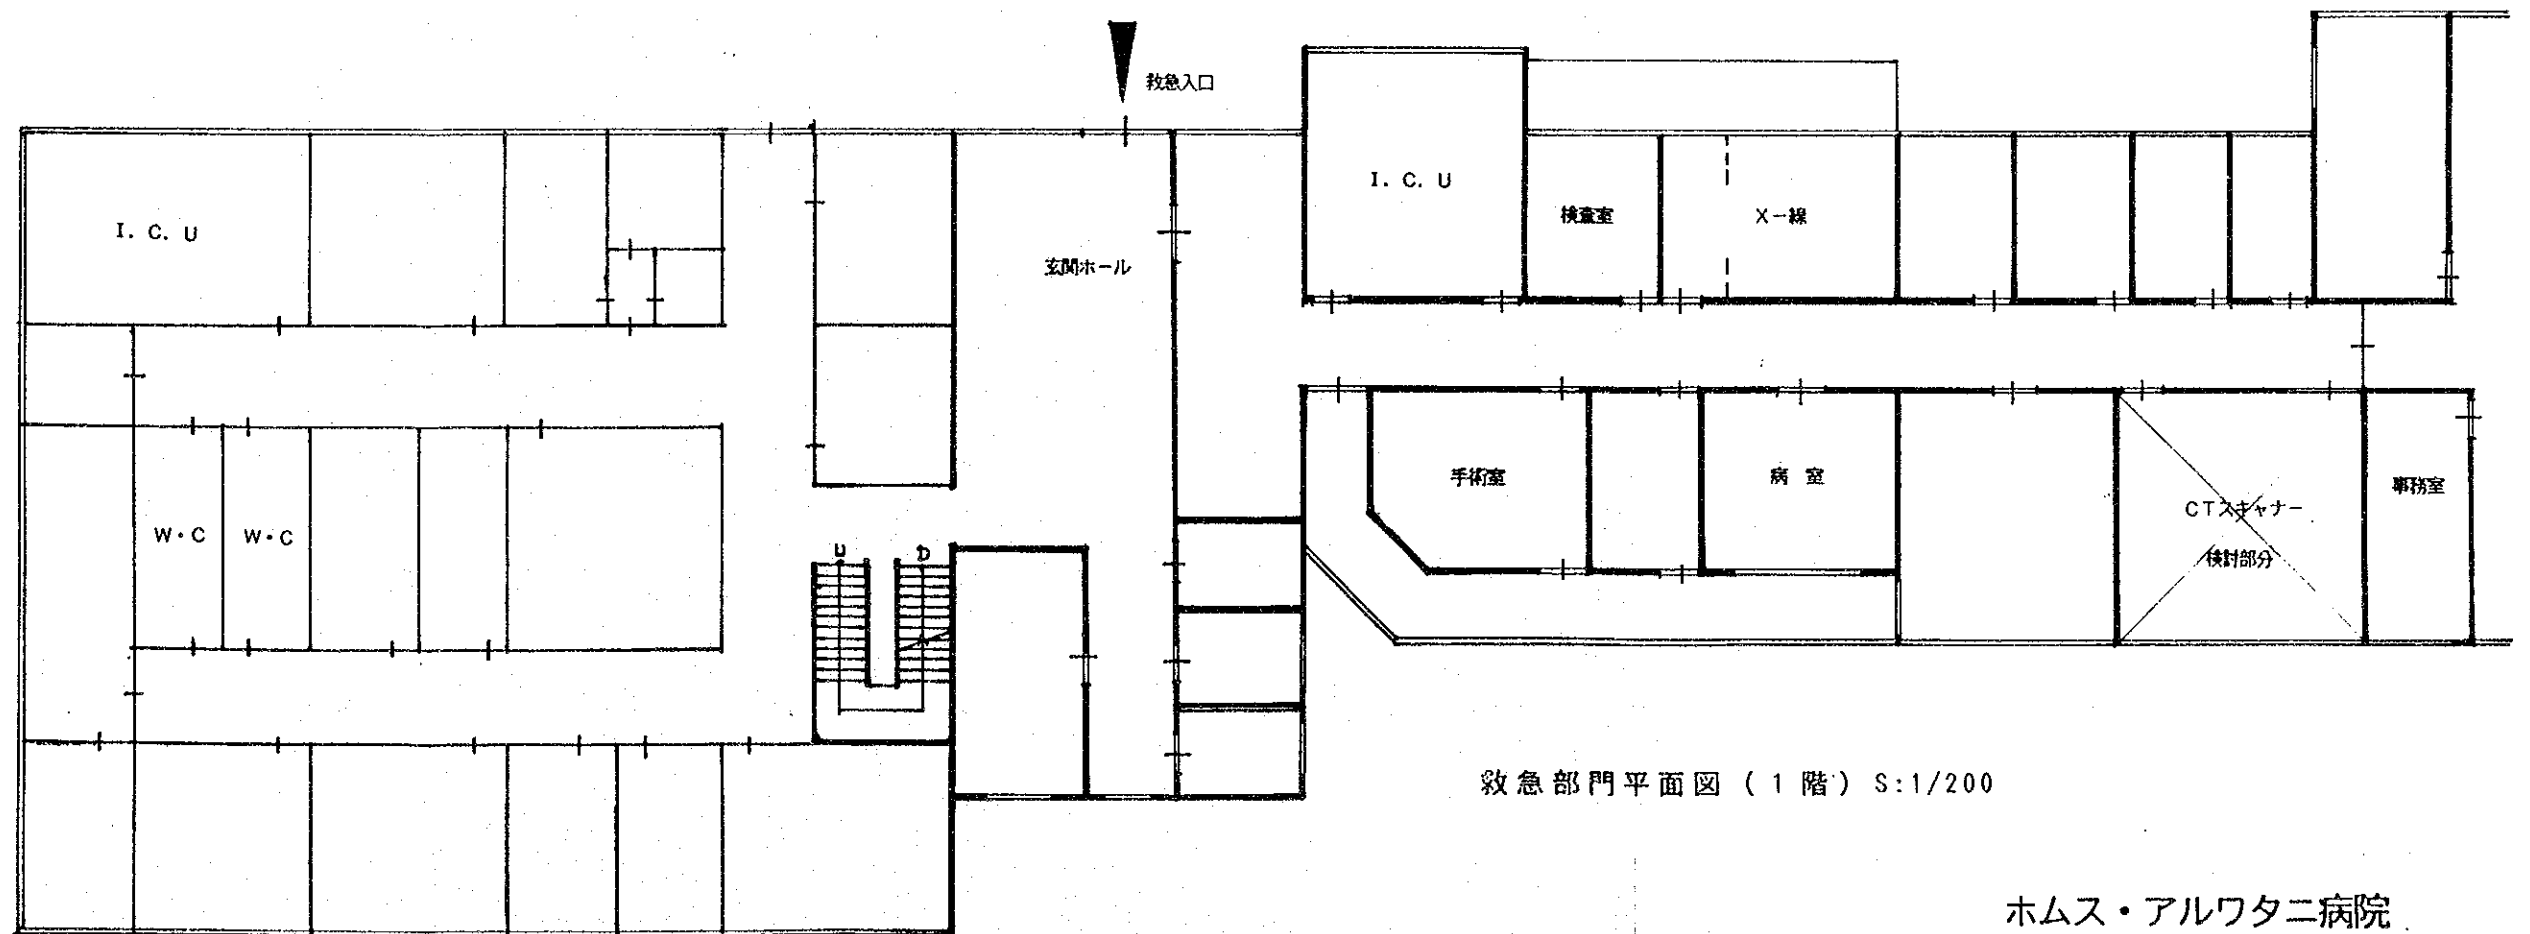 救急入口
I. C. U
I. C. U
検査室
X－線
玄関ホール
W・C
W・C
U
D
手術室
病 室
CTスキャナー
検討部分
事務室
救急部門平面図 (1階) S:1/200
ホムス・アルワタニ病院